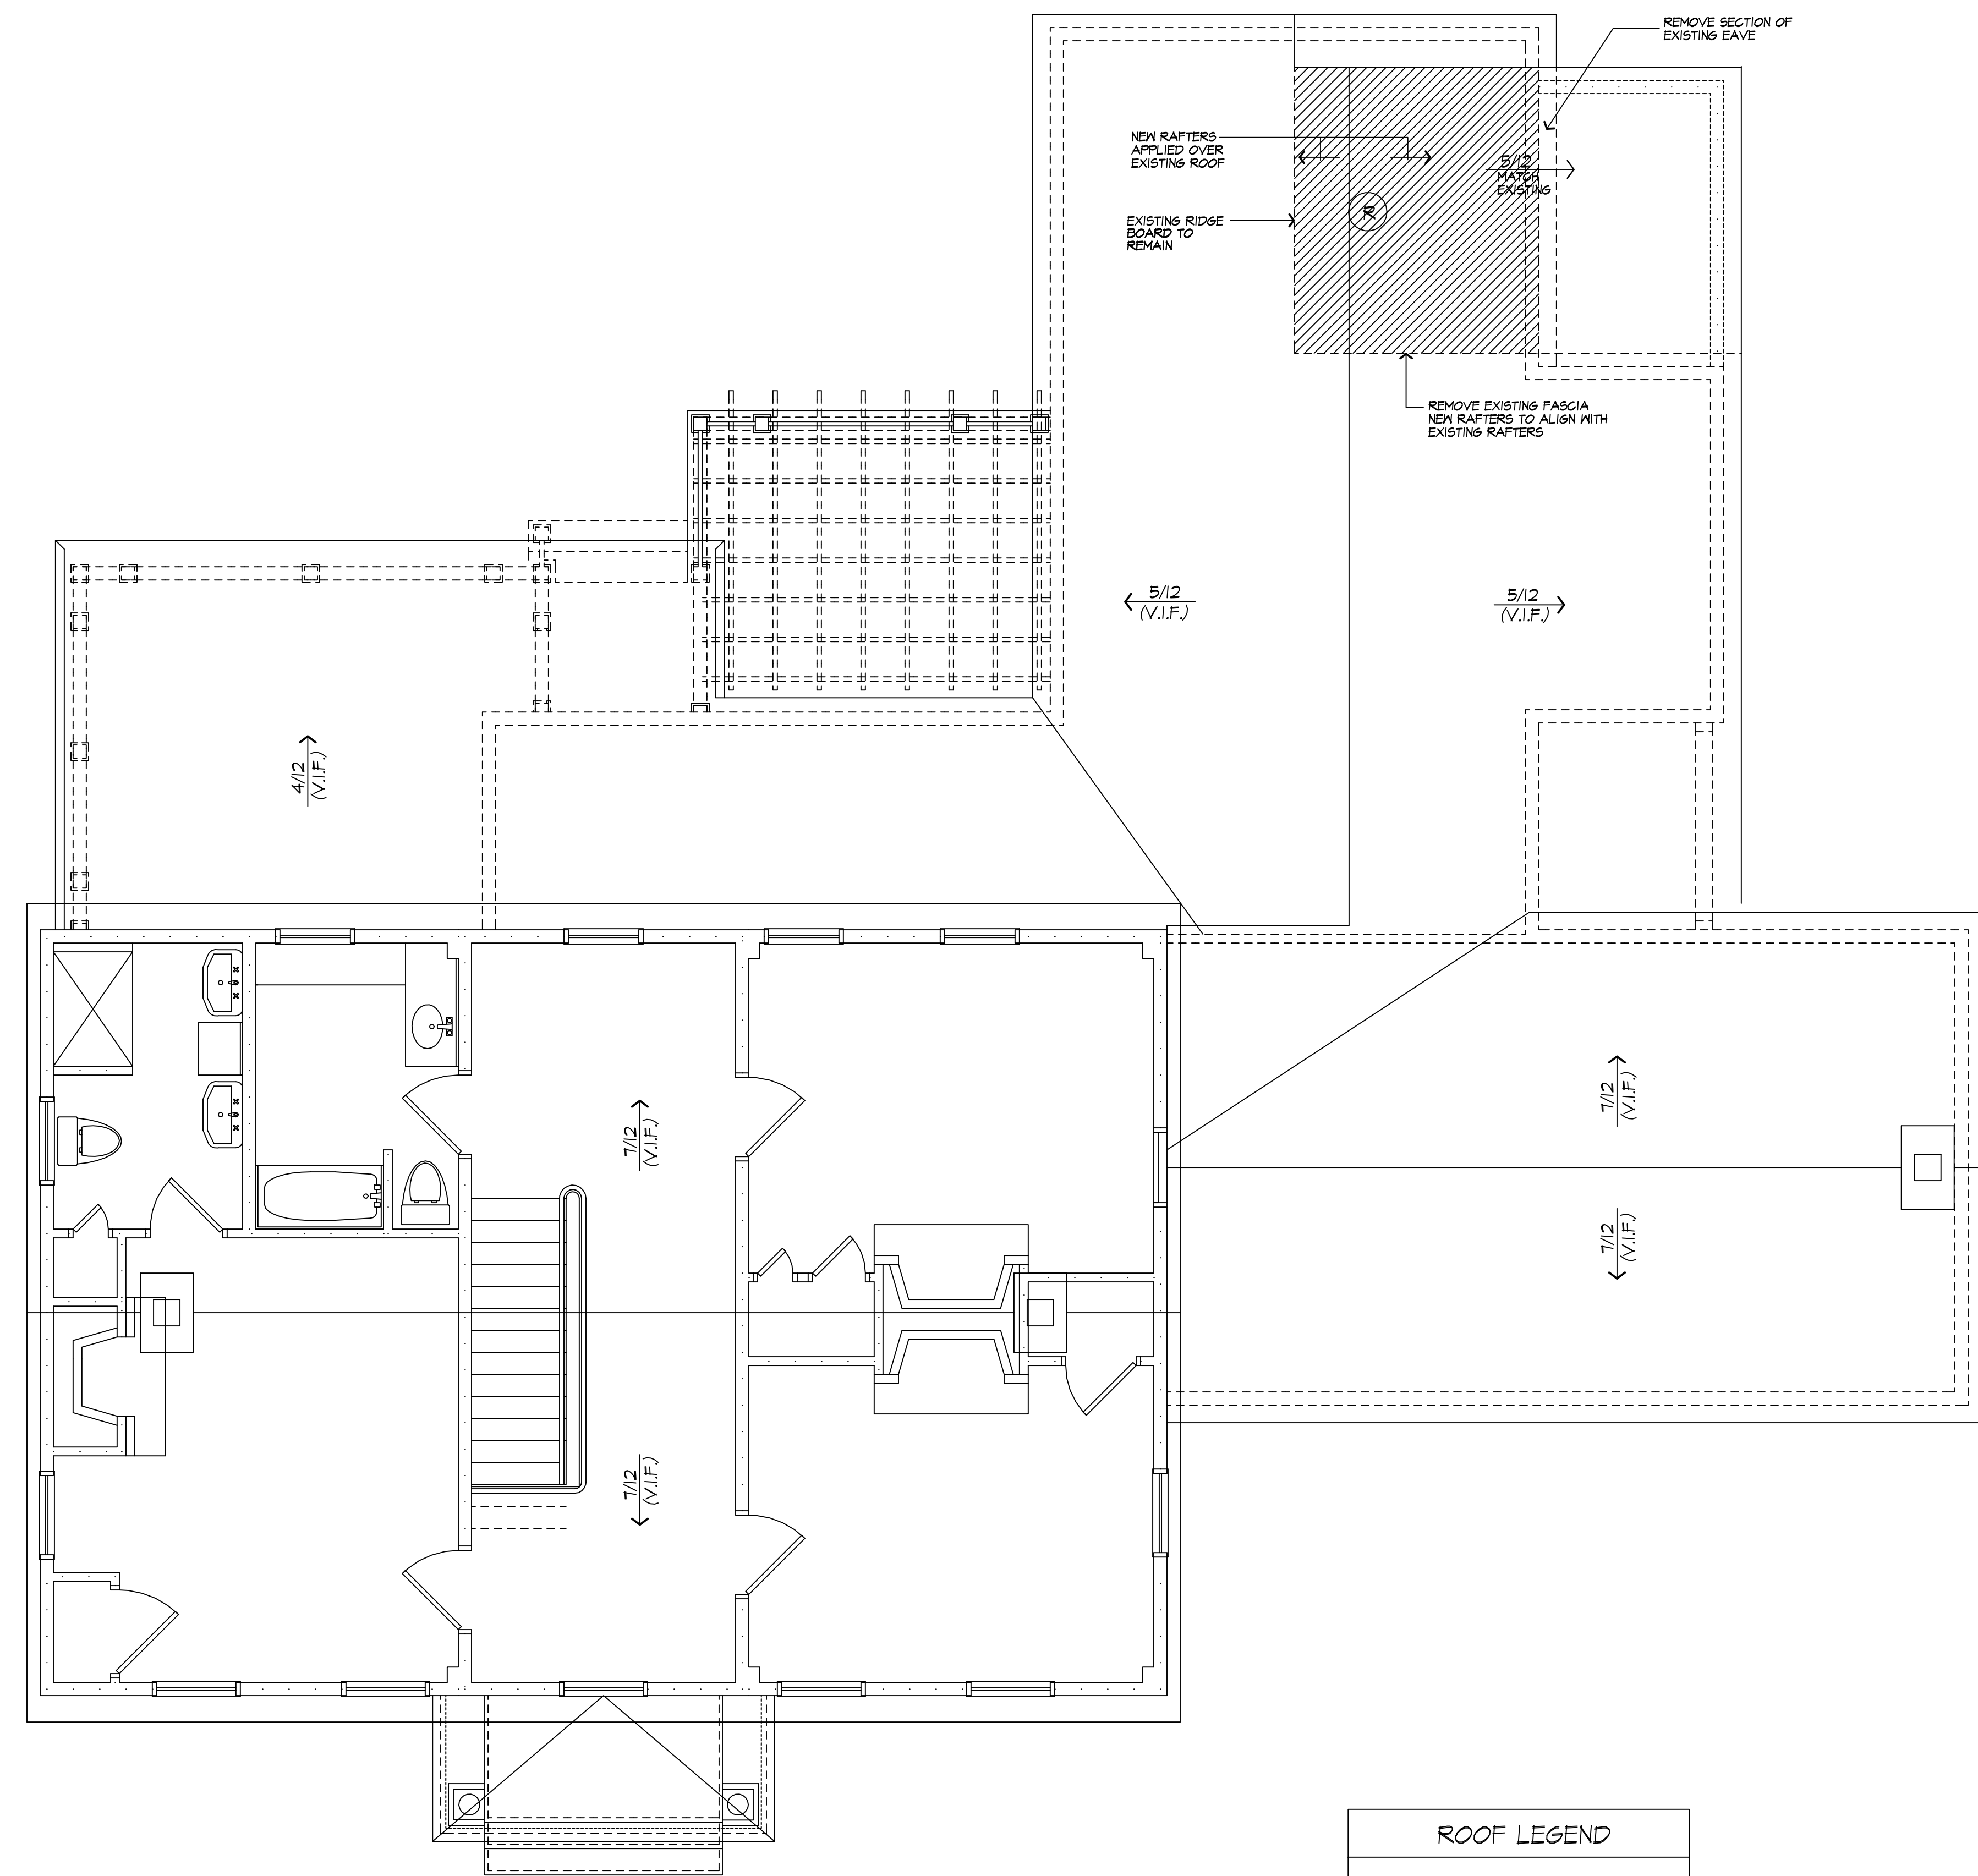 REMOVE SECTION OF
EXISTING EAVE
NEW RAFTERS
APPLIED OVER
EXISTING ROOF
5/12
MATCH
EXISTING
R
EXISTING RIDGE
BOARD TO
REMAIN
REMOVE EXISTING FASCIA
NEW RAFTERS TO ALIGN WITH
EXISTING RAFTERS
5/12
(V.I.F.)
5/12
(V.I.F.)
4/12
(V.I.F.)
7/12
(V.I.F.)
7/12
(V.I.F.)
7/12
(V.I.F.)
7/12
(V.I.F.)
ROOF LEGEND